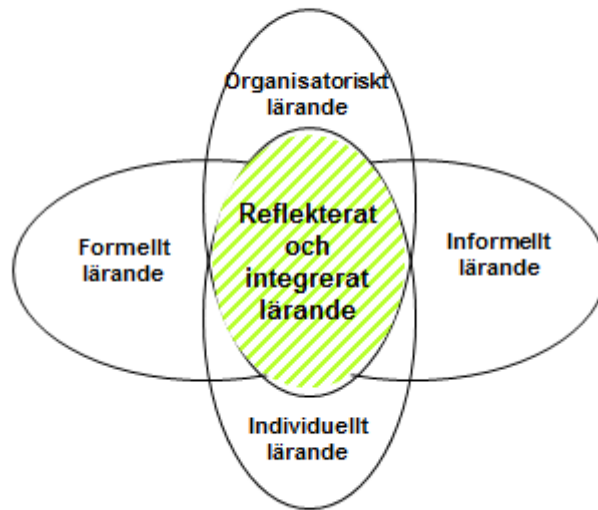 Organisatoriskt
lärande
Formellt
lärande
Reflekterat
och
integrerat
lärande
Informellt
lärande
Individuellt
lärande